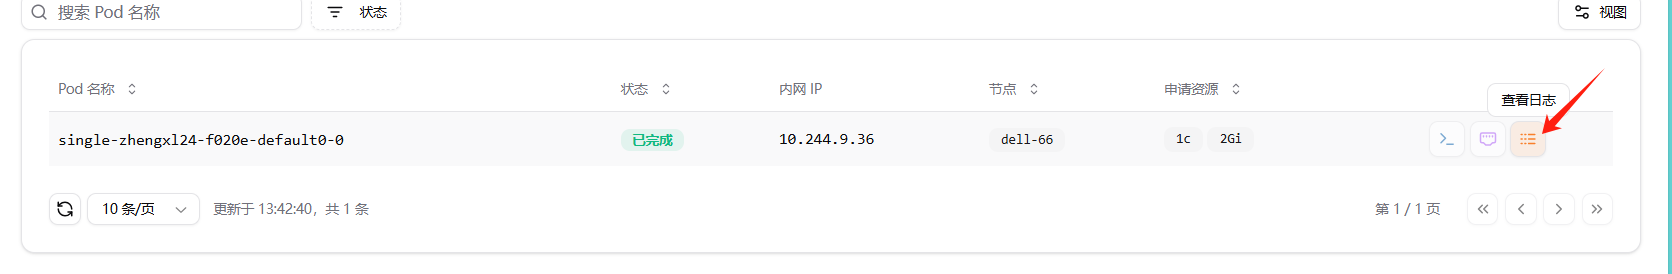 搜索 Pod 名称 状态 视图
Pod 名称 状态 内网 IP 节点 申请资源
查看日志
single-zhengxl24-f020e-default0-0 已完成 10.244.9.36 dell-66 1c 2Gi
10 条/页 更新于 13:42:40，共 1 条 第 1 / 1 页